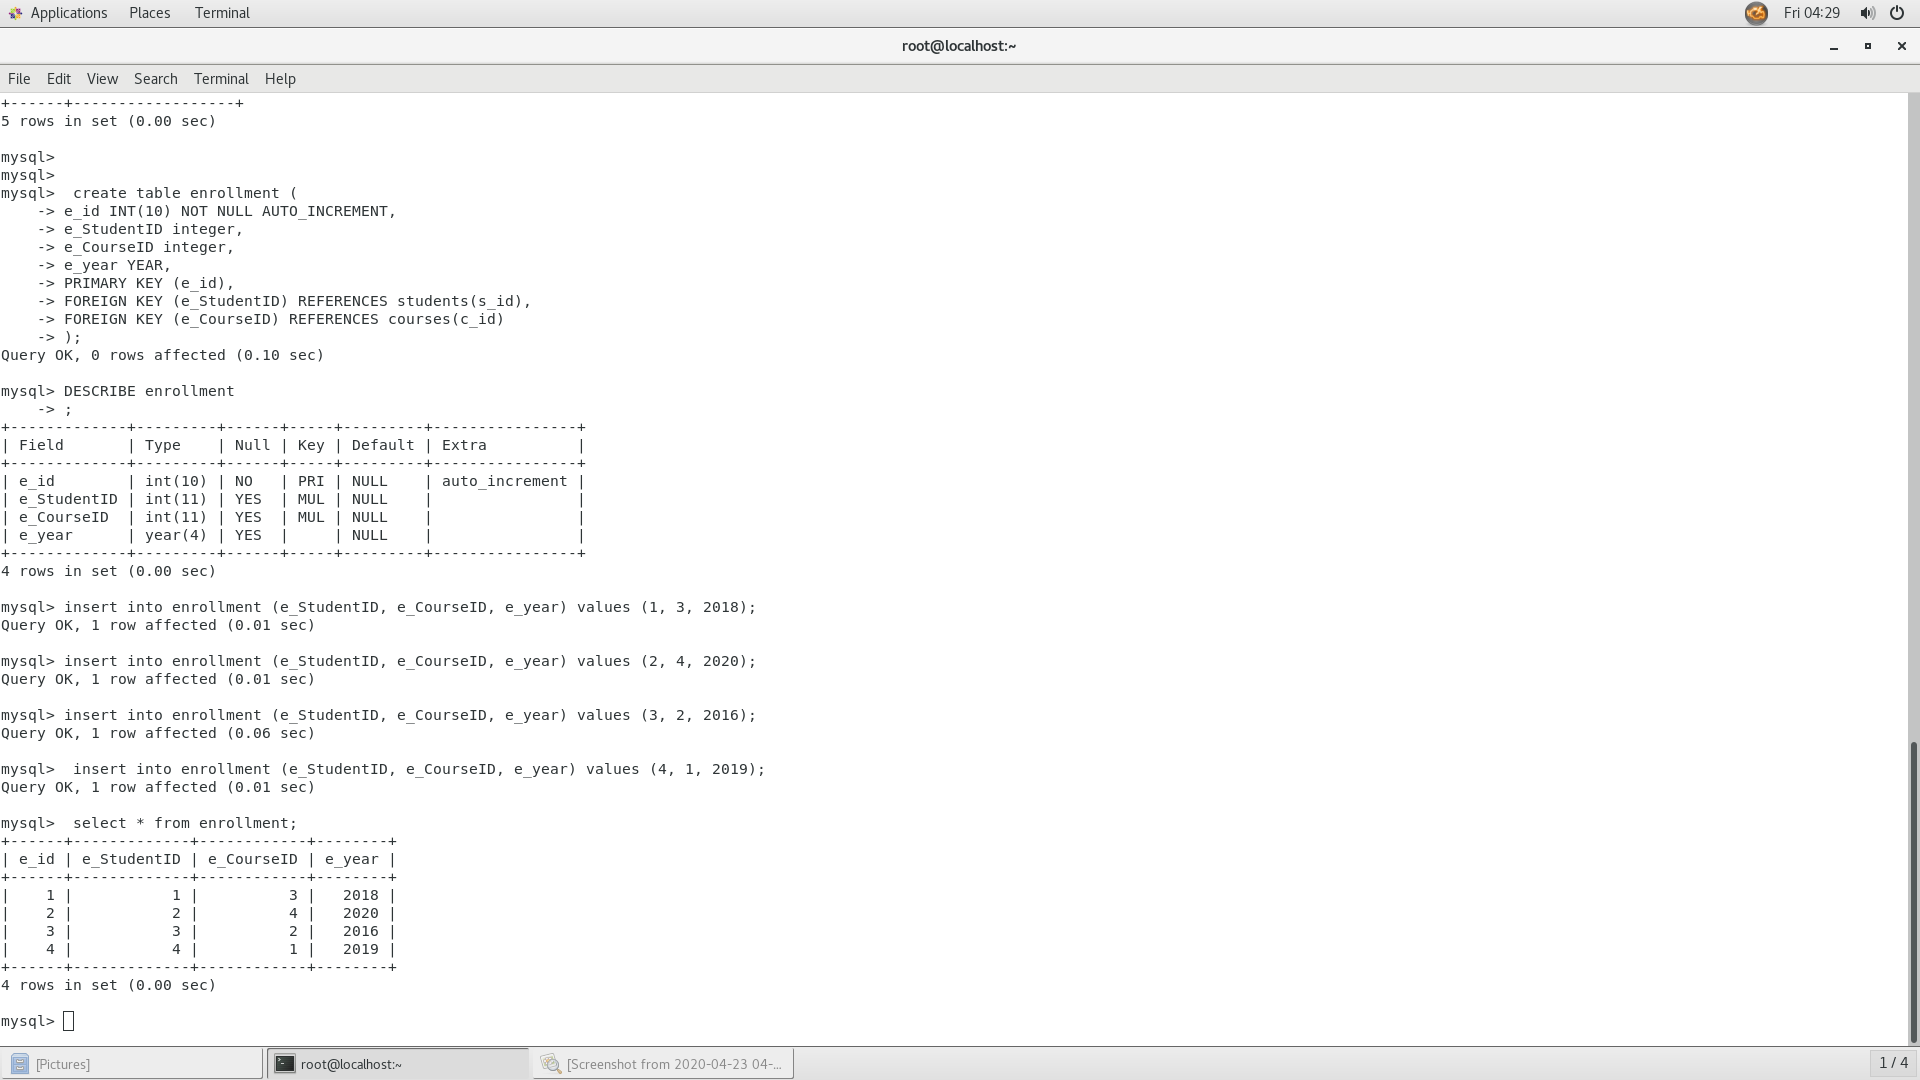 Applications Places Terminal Fri 04:29
root@localhost:~
File Edit View Search Terminal Help
+------+------------------+
5 rows in set (0.00 sec)
mysql>
mysql>
mysql>  create table enrollment (
    -> e_id INT(10) NOT NULL AUTO_INCREMENT,
    -> e_StudentID integer,
    -> e_CourseID integer,
    -> e_year YEAR,
    -> PRIMARY KEY (e_id),
    -> FOREIGN KEY (e_StudentID) REFERENCES students(s_id),
    -> FOREIGN KEY (e_CourseID) REFERENCES courses(c_id)
    -> );
Query OK, 0 rows affected (0.10 sec)
mysql> DESCRIBE enrollment
    -> ;
+-------------+---------+------+-----+---------+----------------+
| Field       | Type    | Null | Key | Default | Extra          |
+-------------+---------+------+-----+---------+----------------+
| e_id        | int(10) | NO   | PRI | NULL    | auto_increment |
| e_StudentID | int(11) | YES  | MUL | NULL    |                |
| e_CourseID  | int(11) | YES  | MUL | NULL    |                |
| e_year      | year(4) | YES  |     | NULL    |                |
+-------------+---------+------+-----+---------+----------------+
4 rows in set (0.00 sec)
mysql> insert into enrollment (e_StudentID, e_CourseID, e_year) values (1, 3, 2018);
Query OK, 1 row affected (0.01 sec)
mysql> insert into enrollment (e_StudentID, e_CourseID, e_year) values (2, 4, 2020);
Query OK, 1 row affected (0.01 sec)
mysql> insert into enrollment (e_StudentID, e_CourseID, e_year) values (3, 2, 2016);
Query OK, 1 row affected (0.06 sec)
mysql>  insert into enrollment (e_StudentID, e_CourseID, e_year) values (4, 1, 2019);
Query OK, 1 row affected (0.01 sec)
mysql>  select * from enrollment;
+------+-------------+------------+--------+
| e_id | e_StudentID | e_CourseID | e_year |
+------+-------------+------------+--------+
|    1 |           1 |          3 |   2018 |
|    2 |           2 |          4 |   2020 |
|    3 |           3 |          2 |   2016 |
|    4 |           4 |          1 |   2019 |
+------+-------------+------------+--------+
4 rows in set (0.00 sec)
mysql>
[Pictures] root@localhost:~ [Screenshot from 2020-04-23 04-... 1 / 4